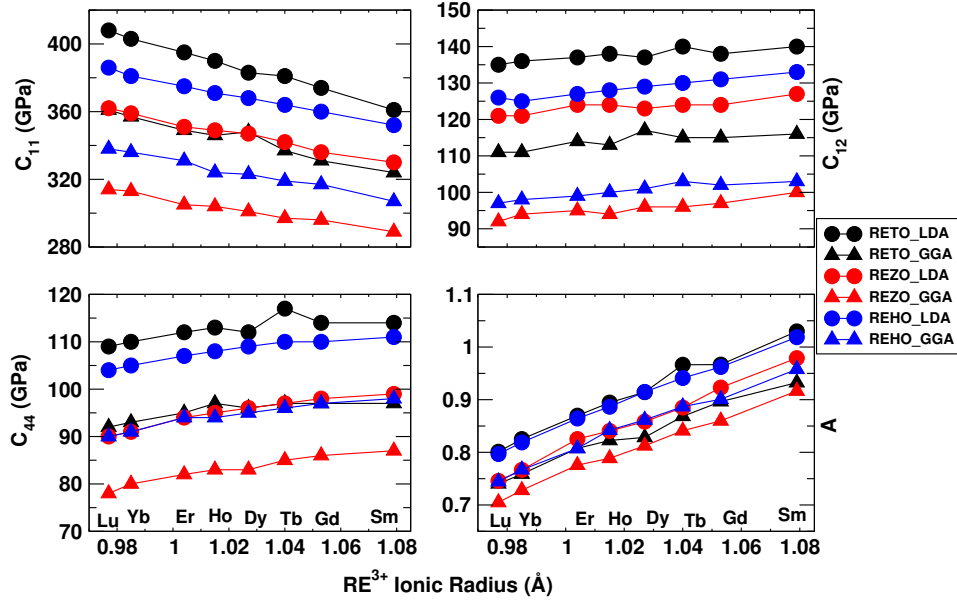 C11 (GPa)
400
360
320
280
C12 (GPa)
150
140
130
120
110
100
90
RETO_LDA
RETO_GGA
REZO_LDA
REZO_GGA
REHO_LDA
REHO_GGA
C44 (GPa)
120
110
100
90
80
70
Lu Yb Er Ho Dy Tb Gd Sm
0.98 1 1.02 1.04 1.06 1.08
A
1.1
1
0.9
0.8
0.7
Lu Yb Er Ho Dy Tb Gd Sm
0.98 1 1.02 1.04 1.06 1.08
RE3+ Ionic Radius (Å)